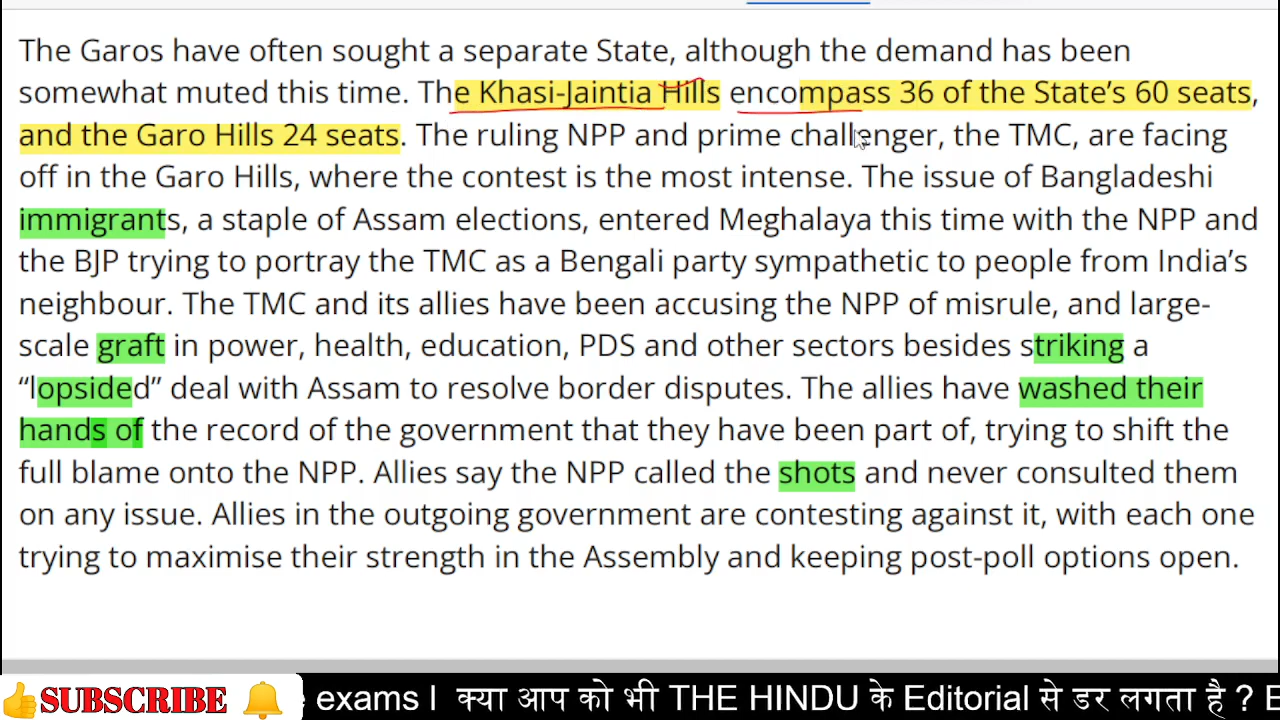 The Garos have often sought a separate State, although the demand has been
somewhat muted this time. The Khasi-Jaintia Hills encompass 36 of the State’s 60 seats,
and the Garo Hills 24 seats. The ruling NPP and prime challenger, the TMC, are facing
off in the Garo Hills, where the contest is the most intense. The issue of Bangladeshi
immigrants, a staple of Assam elections, entered Meghalaya this time with the NPP and
the BJP trying to portray the TMC as a Bengali party sympathetic to people from India’s
neighbour. The TMC and its allies have been accusing the NPP of misrule, and large-
scale graft in power, health, education, PDS and other sectors besides striking a
“lopsided” deal with Assam to resolve border disputes. The allies have washed their
hands of the record of the government that they have been part of, trying to shift the
full blame onto the NPP. Allies say the NPP called the shots and never consulted them
on any issue. Allies in the outgoing government are contesting against it, with each one
trying to maximise their strength in the Assembly and keeping post-poll options open.
SUBSCRIBE exams I क्या आप को भी THE HINDU के Editorial से डर लगता है ? E